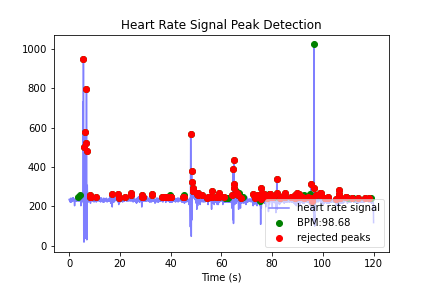 Heart Rate Signal Peak Detection
1000
800
600
400
200
0
heart rate signal
BPM:98.68
rejected peaks
0 20 40 60 80 100 120
Time (s)